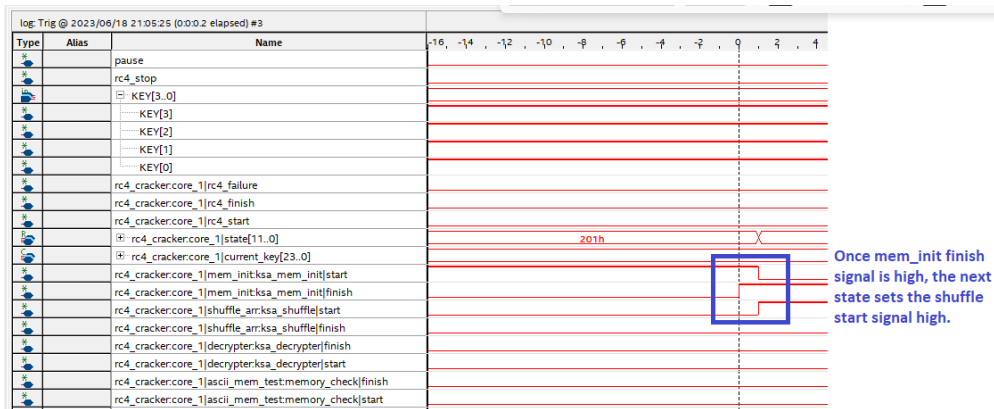 log: Trig @ 2023/06/18 21:05:25 (0:0:0.2 elapsed) #3
Type Alias Name -16 -14 -12 -10 -8 -6 -4 -2 0 2 4
pause
rc4_stop
KEY[3..0]
KEY[3]
KEY[2]
KEY[1]
KEY[0]
rc4_cracker:core_1|rc4_failure
rc4_cracker:core_1|rc4_finish
rc4_cracker:core_1|rc4_start
rc4_cracker:core_1|state[11..0] 201h
rc4_cracker:core_1|current_key[23..0]
rc4_cracker:core_1|mem_init:ksa_mem_init|start
rc4_cracker:core_1|mem_init:ksa_mem_init|finish
rc4_cracker:core_1|shuffle_arr:ksa_shuffle|start
rc4_cracker:core_1|shuffle_arr:ksa_shuffle|finish
rc4_cracker:core_1|decrypter:ksa_decrypter|finish
rc4_cracker:core_1|decrypter:ksa_decrypter|start
rc4_cracker:core_1|ascii_mem_test:memory_check|finish
rc4_cracker:core_1|ascii_mem_test:memory_check|start
Once mem_init finish
signal is high, the next
state sets the shuffle
start signal high.